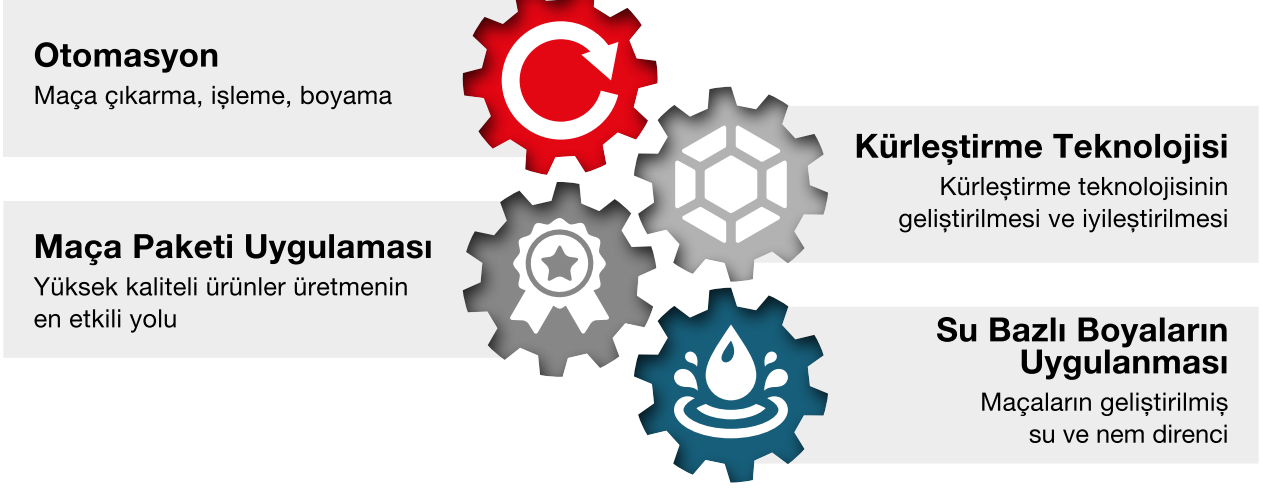 Otomasyon
Maça çıkarma, işleme, boyama
Kürleştirme Teknolojisi
Kürleştirme teknolojisinin
geliştirilmesi ve iyileştirilmesi
Maça Paketi Uygulaması
Yüksek kaliteli ürünler üretmenin
en etkili yolu
Su Bazlı Boyaların
Uygulanması
Maçaların geliştirilmiş
su ve nem direnci